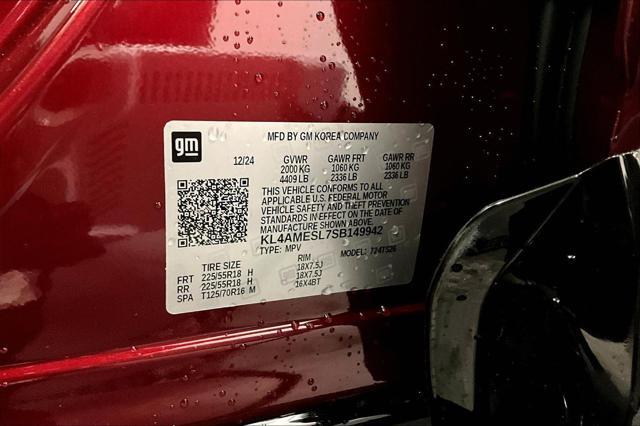 gm
MFD BY GM KOREA COMPANY
12/24 GVWR GAWR FRT GAWR RR
2000 KG 1060 KG 1060 KG
4409 LB 2336 LB 2336 LB
THIS VEHICLE CONFORMS TO ALL
APPLICABLE U.S. FEDERAL MOTOR
VEHICLE SAFETY AND THEFT PREVENTION
STANDARDS IN EFFECT ON THE DATE OF
MANUFACTURE SHOWN ABOVE.
KL4AMESL7SB149942
TYPE: MPV MODEL: 724TS26
TIRE SIZE RIM
FRT 225/55R18 H 18X7.5J
RR 225/55R18 H 18X7.5J
SPA T125/70R16 M 16X4BT